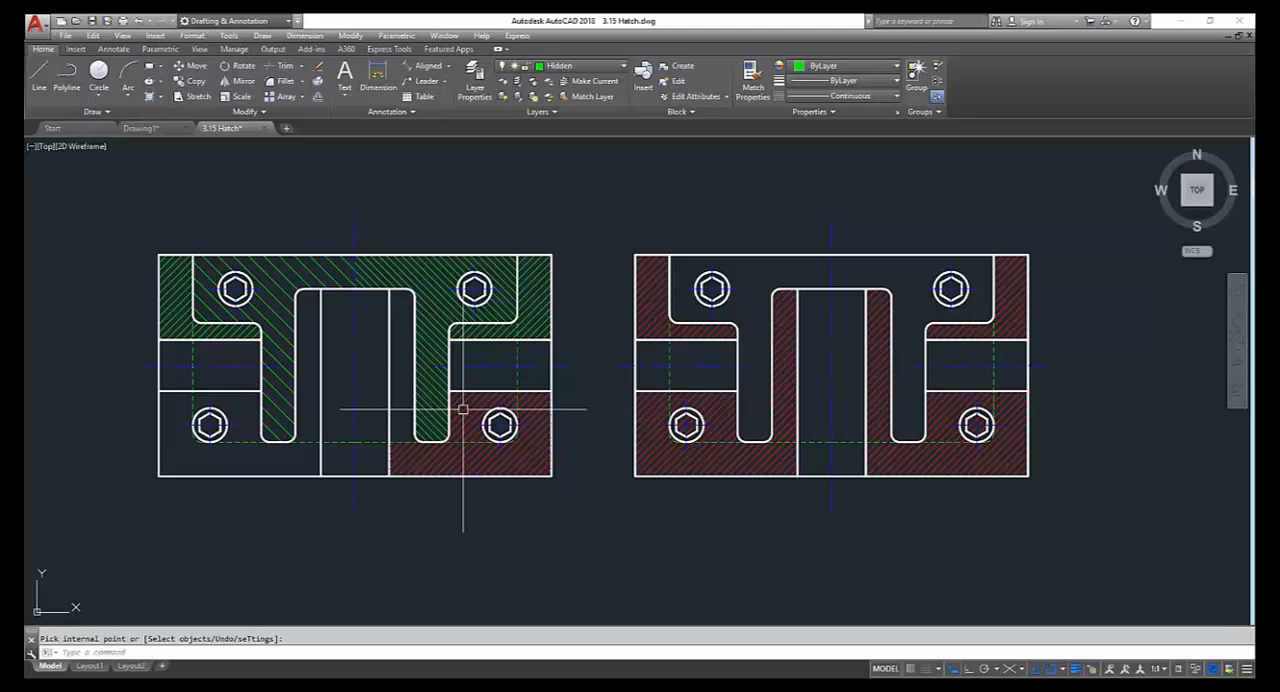 Drafting & Annotation
Autodesk AutoCAD 2018 3.15 Hatch.dwg
Type a keyword or phrase
Sign In
File Edit View Insert Format Tools Draw Dimension Modify Parametric Window Help Express
Home Insert Annotate Parametric View Manage Output Add-ins A360 Express Tools Featured Apps
Line Polyline Circle Arc
Move Rotate Trim
Copy Mirror Fillet
Stretch Scale Array
Text Dimension
Aligned
Leader
Table
Layer Properties
Hidden
Make Current
Match Layer
Insert
Create
Edit
Edit Attributes
Match Properties
ByLayer
ByLayer
Continuous
Group
Draw Modify Annotation Layers Block Properties Groups
Start Drawing1* 3.15 Hatch*
[−][Top][2D Wireframe]
N
W TOP E
S
WCS
Y
X
Pick internal point or [Select objects/Undo/seTtings]:
Type a command
Model Layout1 Layout2
MODEL
1:1